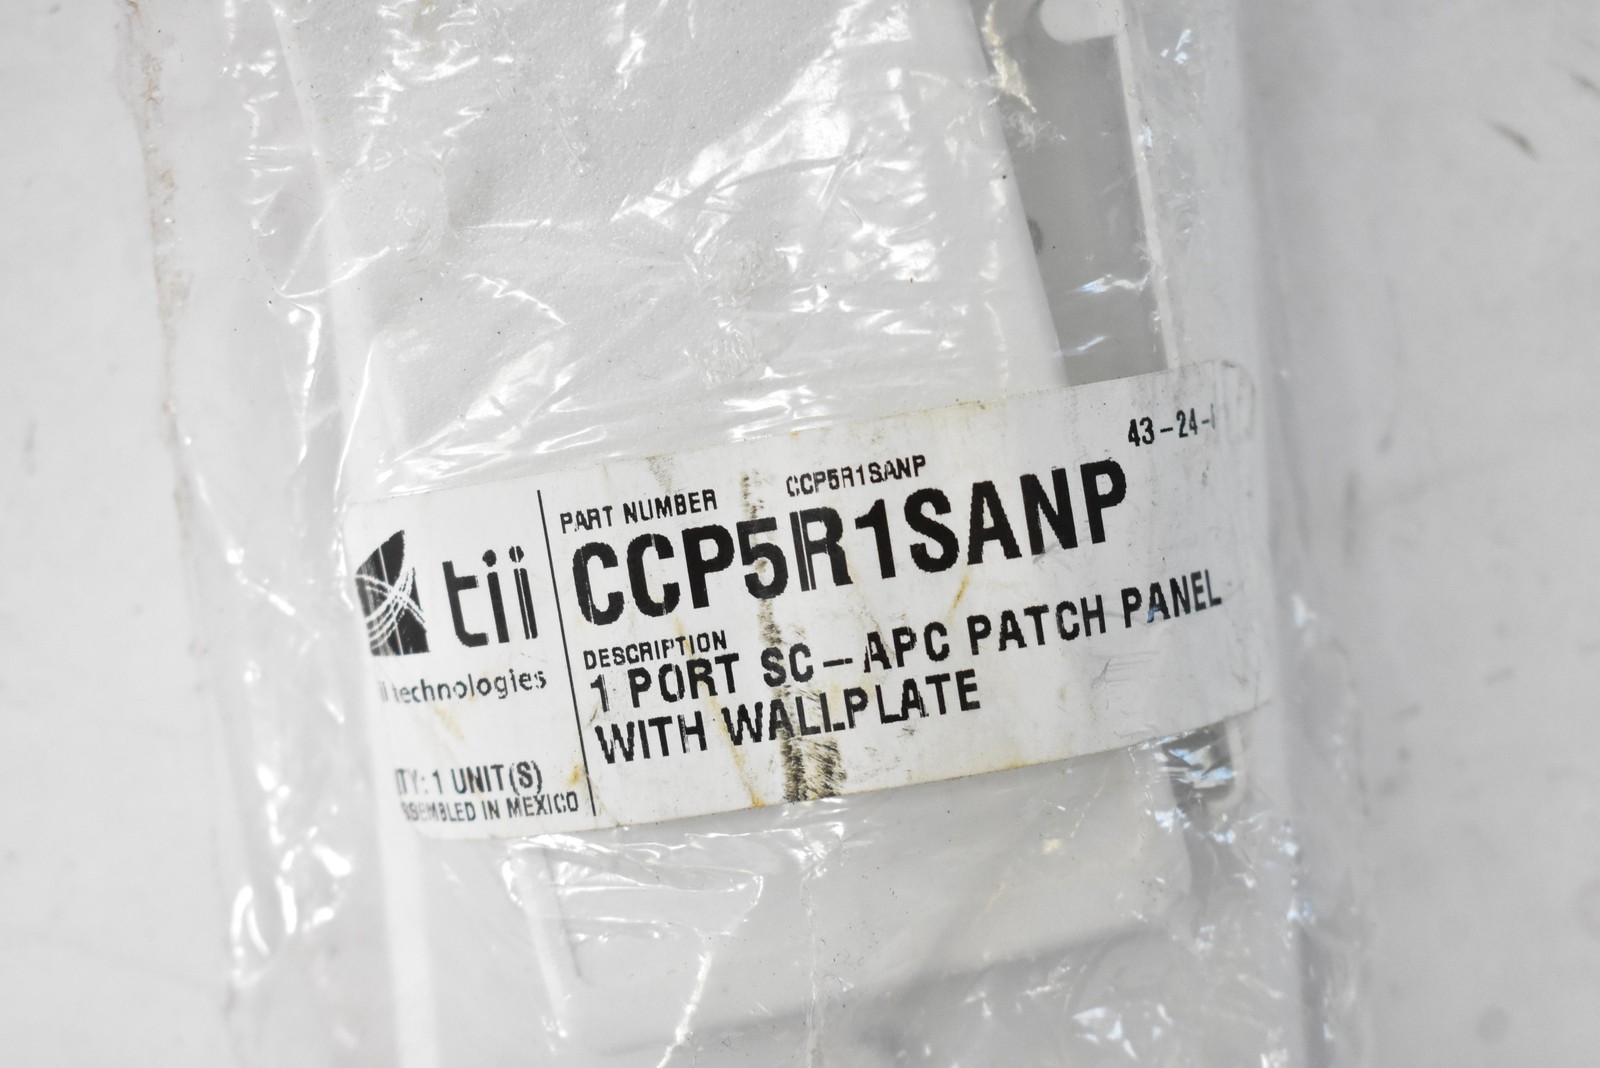 43-24-
CCP5R1SANP
PART NUMBER
CCP5R1SANP
tii
technologies
DESCRIPTION
1 PORT SC-APC PATCH PANEL
WITH WALLPLATE
TY: 1 UNIT(S)
SSEMBLED IN MEXICO